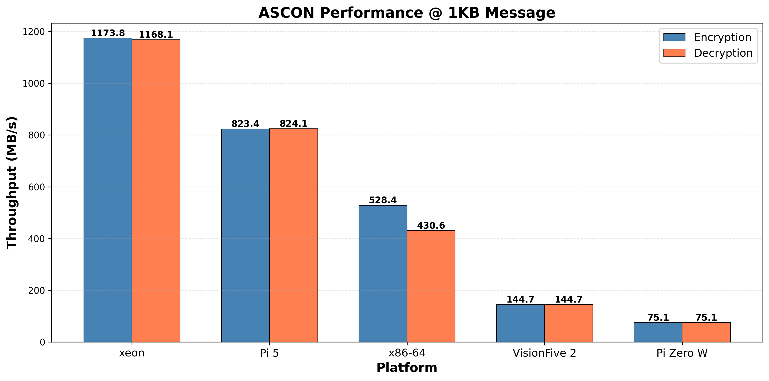 ASCON Performance @ 1KB Message
Encryption
Decryption
Throughput (MB/s)
1200
1000
800
600
400
200
0
1173.8 1168.1
823.4 824.1
528.4 430.6
144.7 144.7
75.1 75.1
xeon Pi 5 x86-64 VisionFive 2 Pi Zero W
Platform